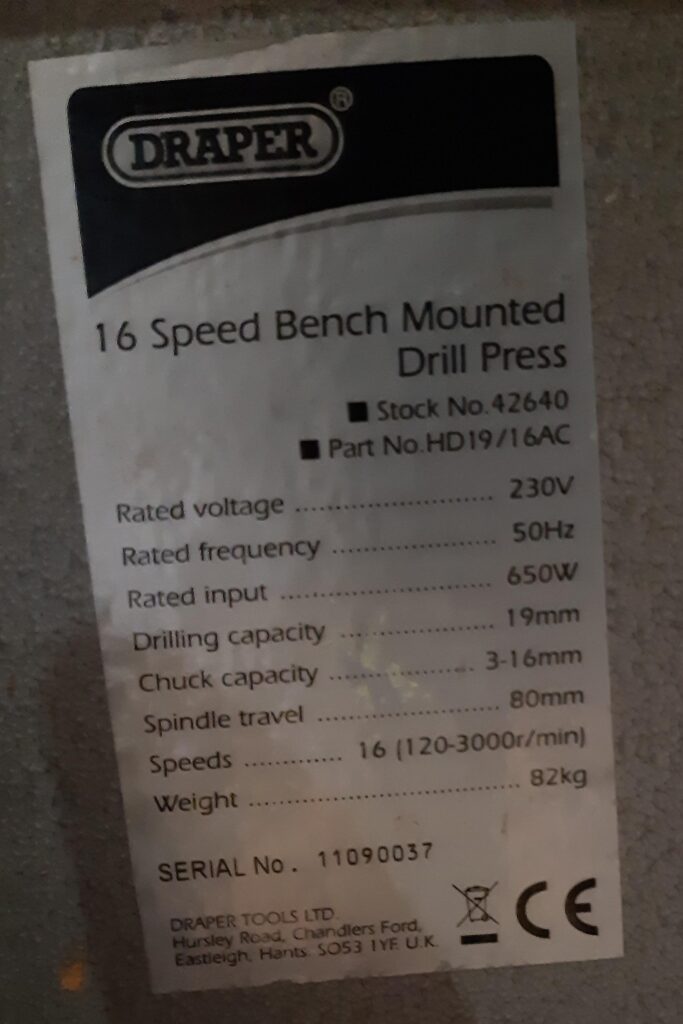 DRAPER®
16 Speed Bench Mounted
Drill Press
■ Stock No.42640
■ Part No.HD19/16AC
Rated voltage ........................ 230V
Rated frequency .................... 50Hz
Rated input ........................... 650W
Drilling capacity ................... 19mm
Chuck capacity .................. 3-16mm
Spindle travel ....................... 80mm
Speeds ............ 16 (120-3000r/min)
Weight .................................. 82kg
SERIAL No. 11090037
DRAPER TOOLS LTD.
Hursley Road, Chandlers Ford,
Eastleigh, Hants. SO53 1YF. U.K.
CE